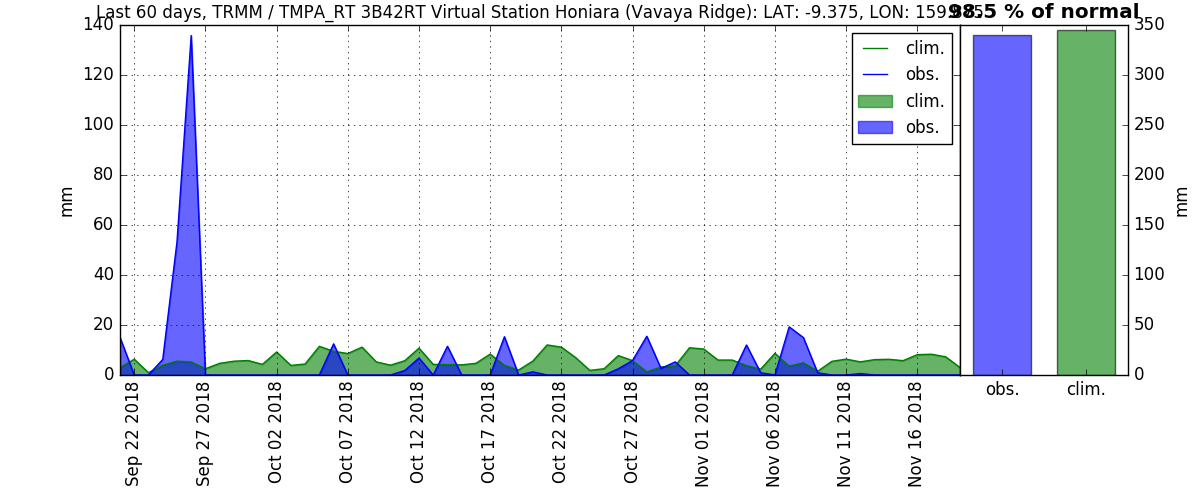 Last 60 days, TRMM / TMPA_RT 3B42RT Virtual Station Honiara (Vavaya Ridge): LAT: -9.375, LON:
98.5 % of normal
140
120
100
80
60
40
20
0
mm
clim.
obs.
clim.
obs.
350
300
250
200
150
100
50
0
mm
Sep 22 2018
Sep 27 2018
Oct 02 2018
Oct 07 2018
Oct 12 2018
Oct 17 2018
Oct 22 2018
Oct 27 2018
Nov 01 2018
Nov 06 2018
Nov 11 2018
Nov 16 2018
obs.
clim.